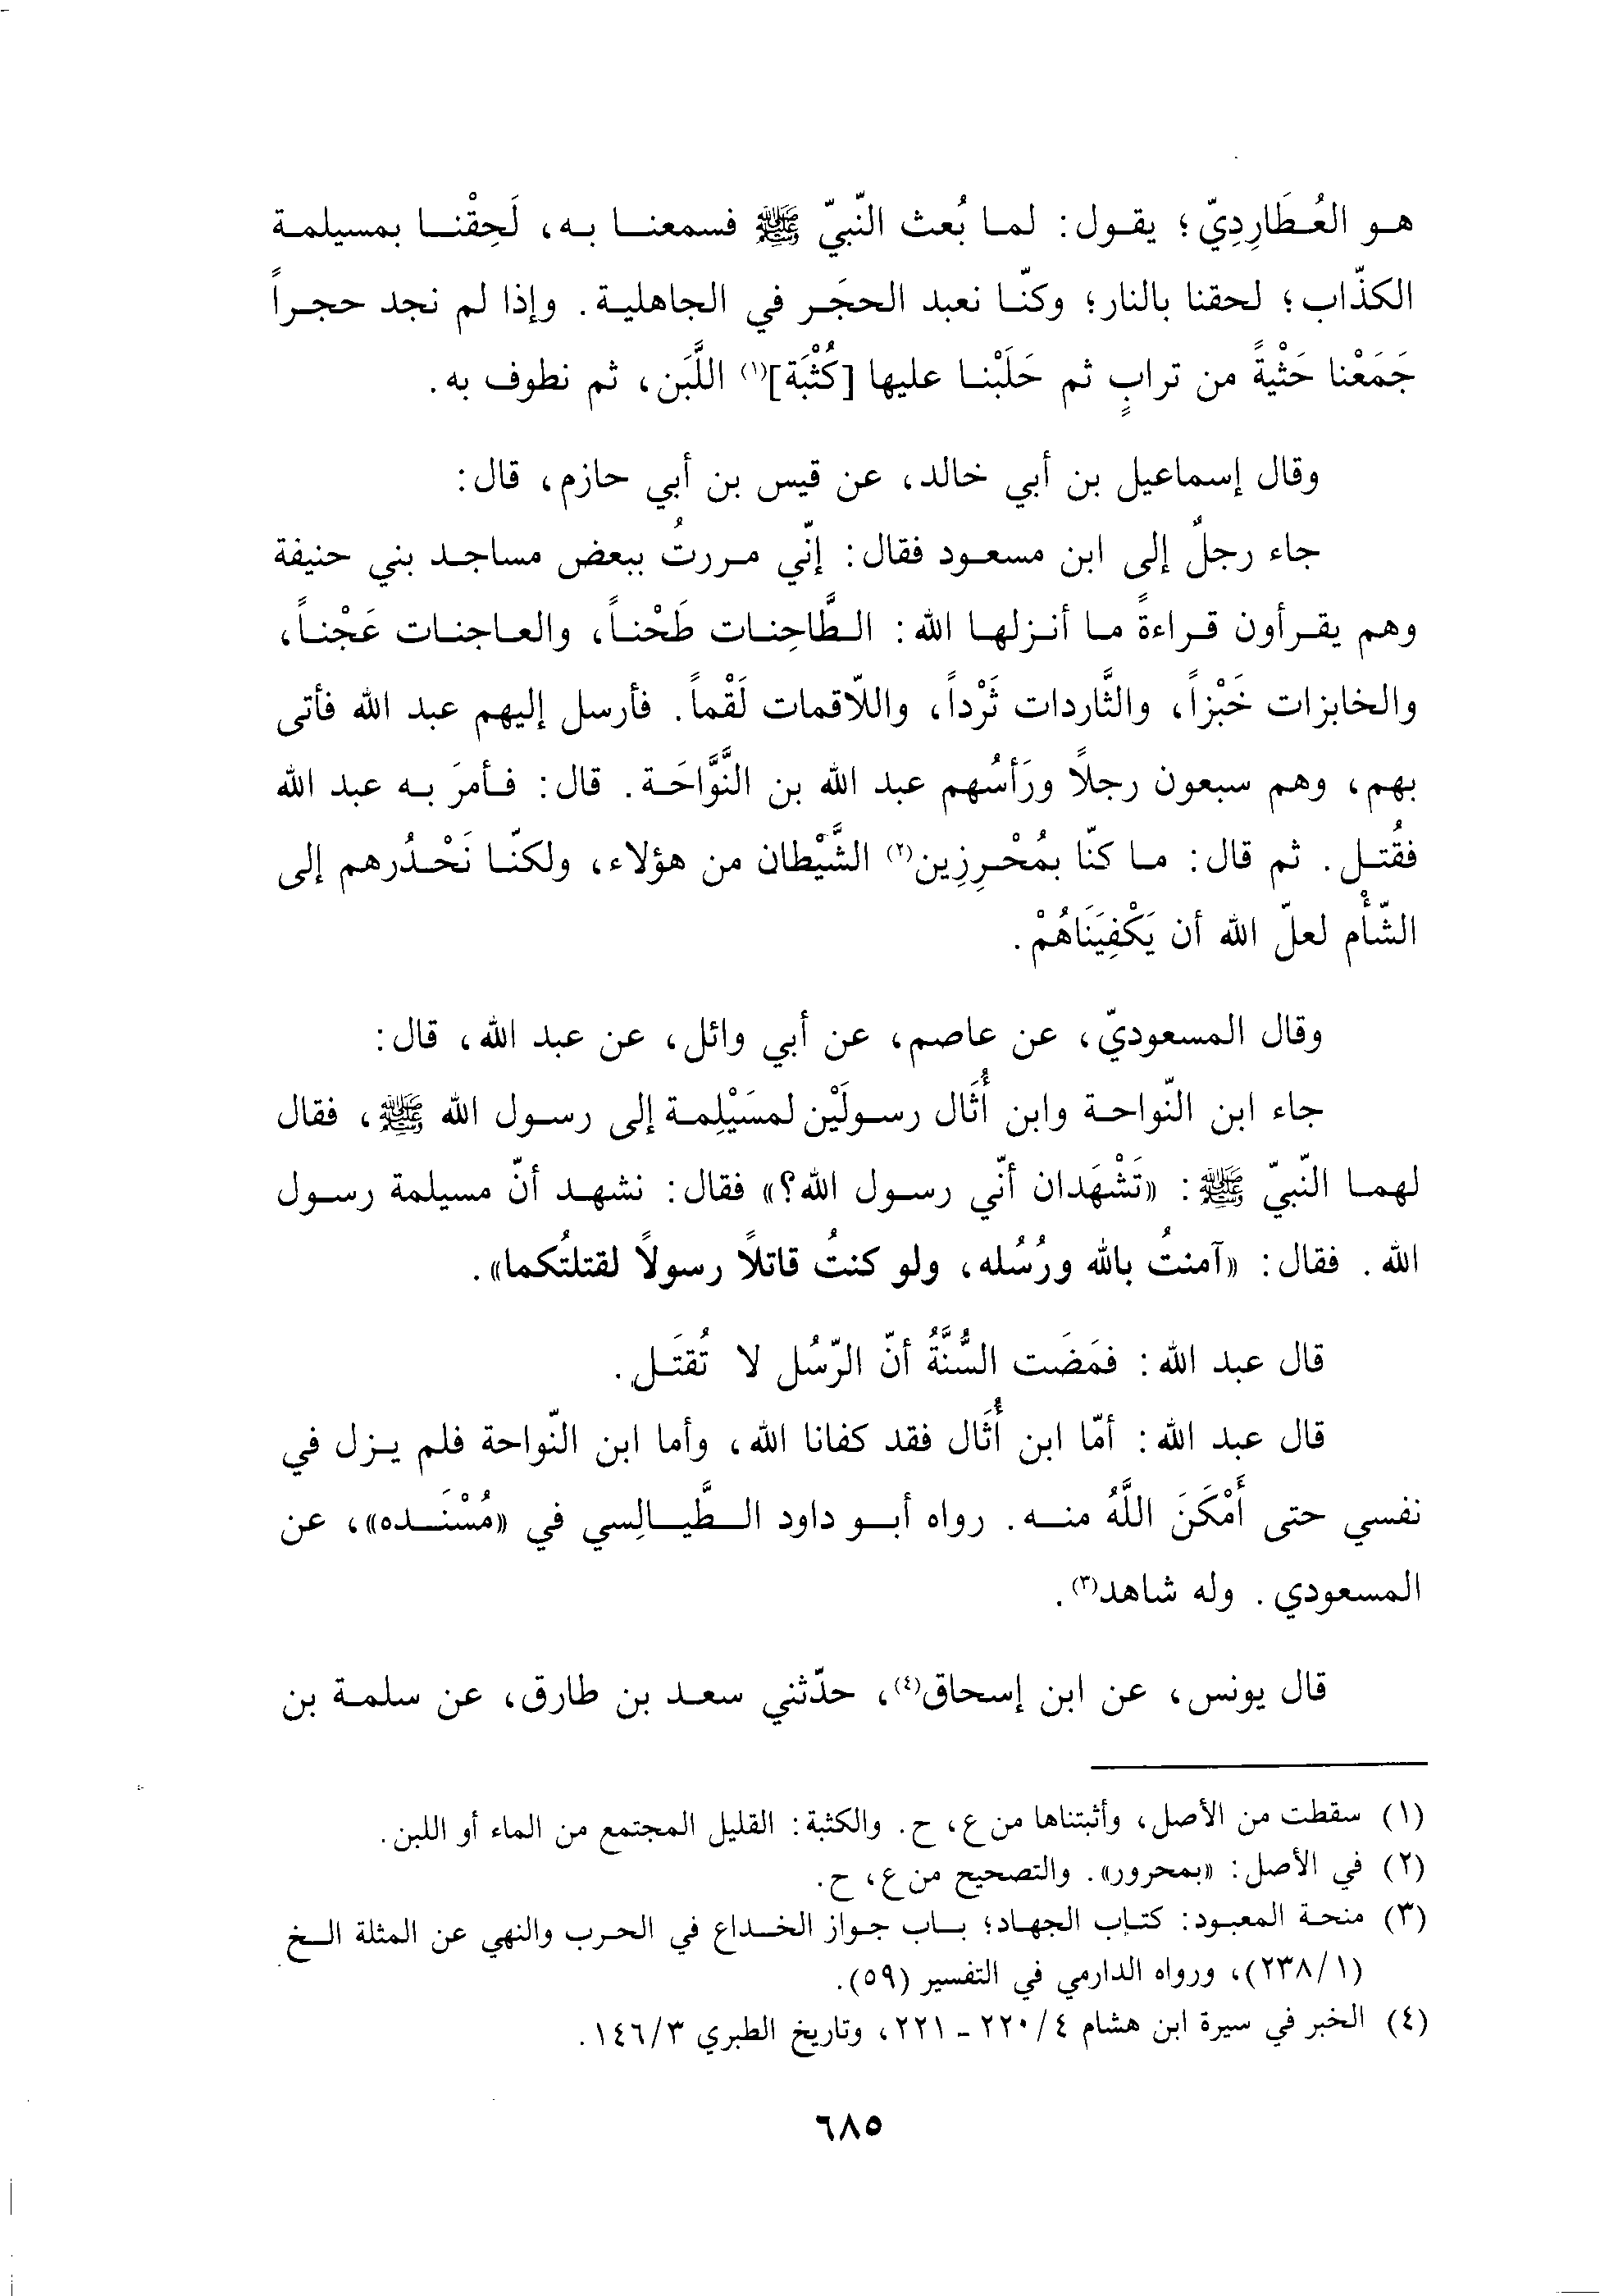 هو العُطَارِدِيّ؛ يقول: لما بُعث النّبيّ ﷺ فسمعنا به، لَحِقْنا بمسيلمة
الكذّاب؛ لحقنا بالنار؛ وكنّا نعبد الحجَر في الجاهلية. وإذا لم نجد حجراً
جَمَعْنا حَثْيةً من ترابٍ ثم حَلَبْنا عليها [كُثْبَة](١) اللَّبَن، ثم نطوف به.
وقال إسماعيل بن أبي خالد، عن قيس بن أبي حازم، قال:
جاء رجلٌ إلى ابن مسعود فقال: إنّي مررتُ ببعض مساجد بني حنيفة
وهم يقرأون قراءةً ما أنزلها الله: الطَّاحِنات طَحْناً، والعاجنات عَجْناً،
والخابزات خَبْزاً، والثَّاردات ثَرْداً، واللاّقمات لَقْماً. فأرسل إليهم عبد الله فأتى
بهم، وهم سبعون رجلاً ورَأسُهم عبد الله بن النَّوَّاحَة. قال: فأمرَ به عبد الله
فقُتل. ثم قال: ما كنّا بمُحْرِزِين(٢) الشَّيْطان من هؤلاء، ولكنّا نَحْدُرهم إلى
الشّأْم لعلّ الله أن يَكْفِيَنَاهُمْ.
وقال المسعوديّ، عن عاصم، عن أبي وائل، عن عبد الله، قال:
جاء ابن النّواحة وابن أُثَال رسولَيْن لمسَيْلِمة إلى رسول الله ﷺ، فقال
لهما النّبيّ ﷺ: «تَشْهَدان أنّي رسول الله؟» فقال: نشهد أنّ مسيلمة رسول
الله. فقال: «آمنتُ بالله ورُسُله، ولو كنتُ قاتلاً رسولاً لقتلتُكما».
قال عبد الله: فمَضَت السُّنَّةُ أنّ الرّسُل لا تُقتَل.
قال عبد الله: أمّا ابن أُثَال فقد كفانا الله، وأما ابن النّواحة فلم يزل في
نفسي حتى أَمْكَنَ اللَّهُ منه. رواه أبو داود الطَّيالِسي في «مُسْنَده»، عن
المسعودي. وله شاهد(٣).
قال يونس، عن ابن إسحاق(٤)، حدّثني سعد بن طارق، عن سلمة بن
(١) سقطت من الأصل، وأثبتناها من ع، ح. والكثبة: القليل المجتمع من الماء أو اللبن.
(٢) في الأصل: «بمحرور». والتصحيح من ع، ح.
(٣) منحة المعبود: كتاب الجهاد؛ باب جواز الخداع في الحرب والنهي عن المثلة الخ
(٢٣٨/١)، ورواه الدارمي في التفسير (٥٩).
(٤) الخبر في سيرة ابن هشام ٢٢٠/٤ ـ ٢٢١، وتاريخ الطبري ١٤٦/٣.
٦٨٥